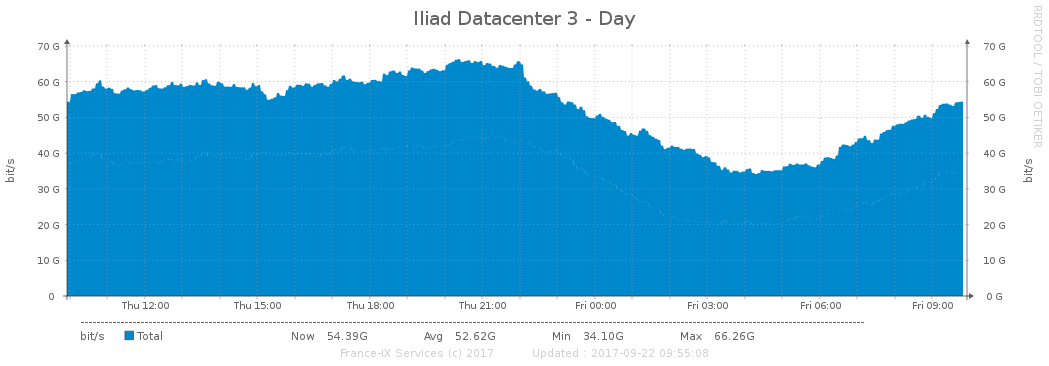 Iliad Datacenter 3 - Day
RRDTOOL / TOBI OETIKER
70 G 70 G
60 G 60 G
50 G 50 G
40 G 40 G
30 G 30 G
20 G 20 G
10 G 10 G
0 0 G
bit/s bit/s
Thu 12:00 Thu 15:00 Thu 18:00 Thu 21:00 Fri 00:00 Fri 03:00 Fri 06:00 Fri 09:00
bit/s Total Now 54.39G Avg 52.62G Min 34.10G Max 66.26G
France-IX Services (c) 2017 Updated : 2017-09-22 09:55:08